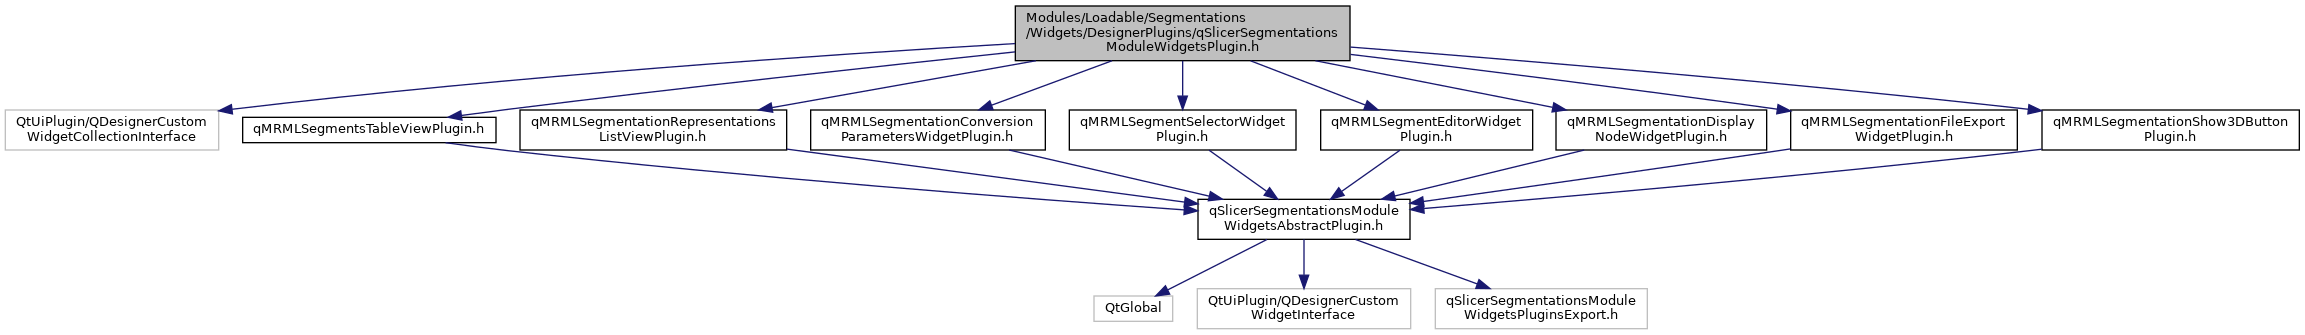 Modules/Loadable/Segmentations
/Widgets/DesignerPlugins/qSlicerSegmentations
ModuleWidgetsPlugin.h
QtUiPlugin/QDesignerCustom
WidgetCollectionInterface
qMRMLSegmentsTableViewPlugin.h
qMRMLSegmentationRepresentations
ListViewPlugin.h
qMRMLSegmentationConversion
ParametersWidgetPlugin.h
qMRMLSegmentSelectorWidget
Plugin.h
qMRMLSegmentEditorWidget
Plugin.h
qMRMLSegmentationDisplay
NodeWidgetPlugin.h
qMRMLSegmentationFileExport
WidgetPlugin.h
qMRMLSegmentationShow3DButton
Plugin.h
qSlicerSegmentationsModule
WidgetsAbstractPlugin.h
QtGlobal
QtUiPlugin/QDesignerCustom
WidgetInterface
qSlicerSegmentationsModule
WidgetsPluginsExport.h